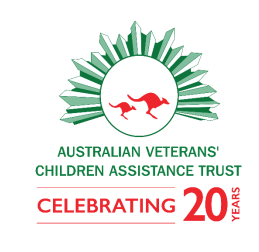 AUSTRALIAN VETERANS'
CHILDREN ASSISTANCE TRUST
CELEBRATING 20 YEARS